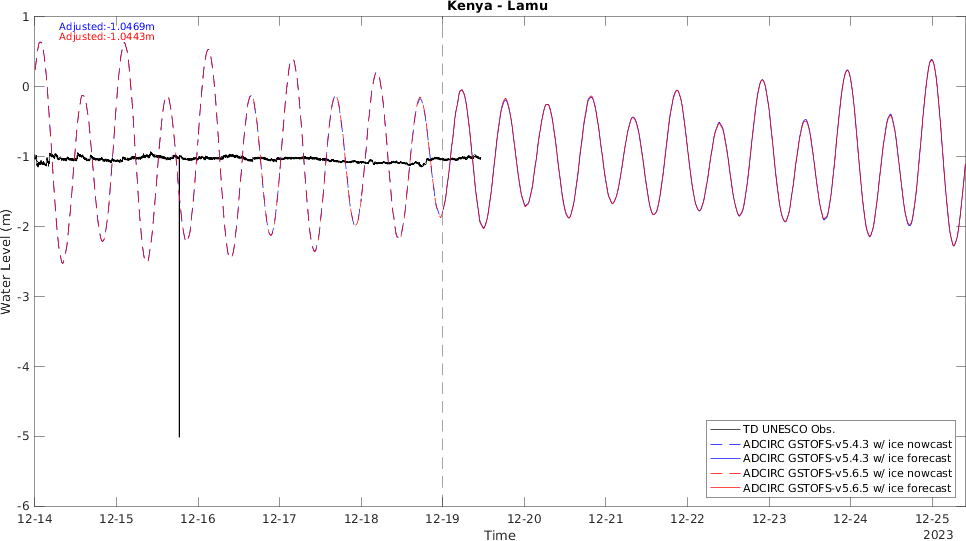 Kenya - Lamu
Adjusted:-1.0469m
Adjusted:-1.0443m
1
0
-1
-2
-3
-4
-5
-6
Water Level (m)
TD UNESCO Obs.
ADCIRC GSTOFS-v5.4.3 w/ ice nowcast
ADCIRC GSTOFS-v5.4.3 w/ ice forecast
ADCIRC GSTOFS-v5.6.5 w/ ice nowcast
ADCIRC GSTOFS-v5.6.5 w/ ice forecast
12-14 12-15 12-16 12-17 12-18 12-19 12-20 12-21 12-22 12-23 12-24 12-25
2023
Time